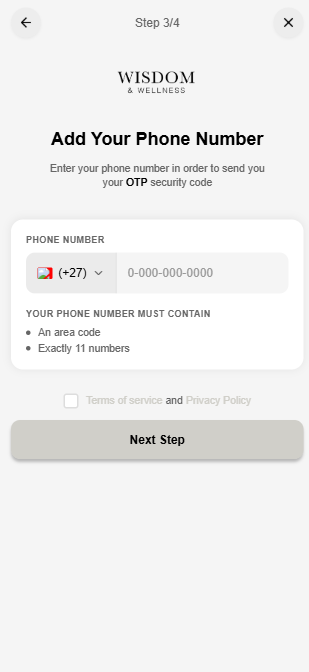 Step 3/4
WISDOM
& WELLNESS
Add Your Phone Number
Enter your phone number in order to send you
your OTP security code
PHONE NUMBER
(+27) 0-000-000-0000
YOUR PHONE NUMBER MUST CONTAIN
An area code
Exactly 11 numbers
Terms of service and Privacy Policy
Next Step